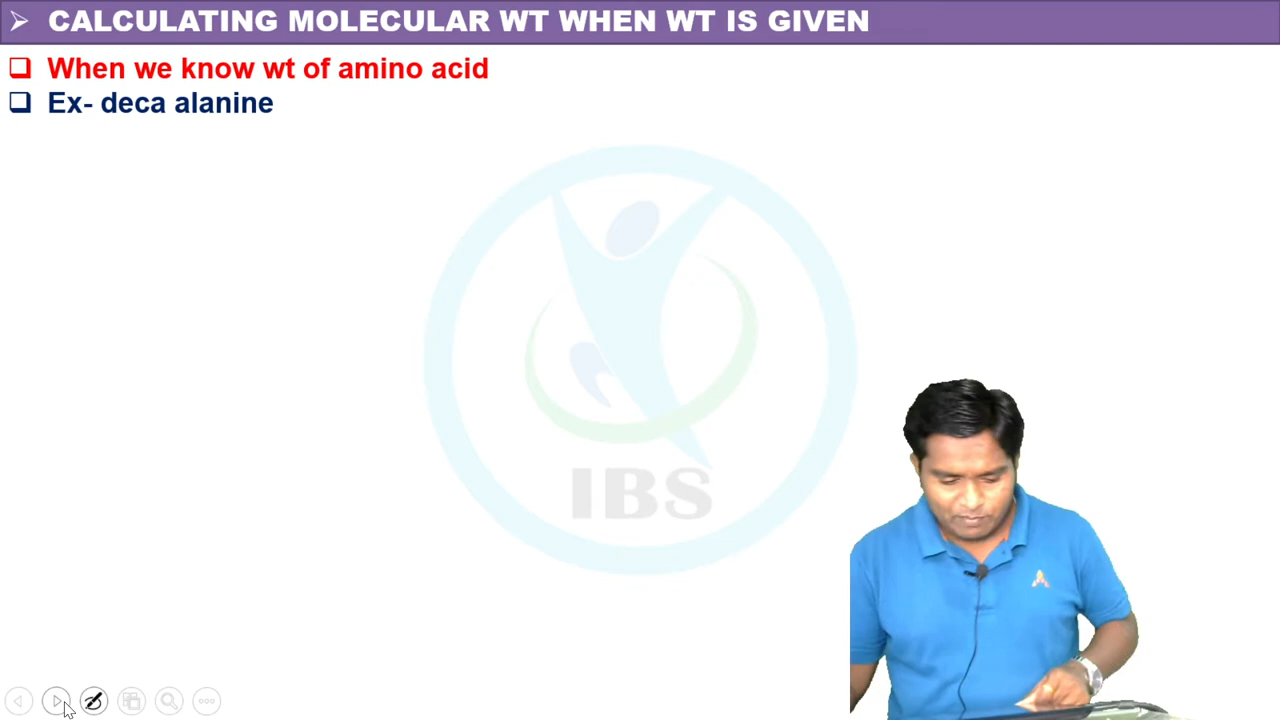 CALCULATING MOLECULAR WT WHEN WT IS GIVEN
When we know wt of amino acid
Ex- deca alanine
IBS